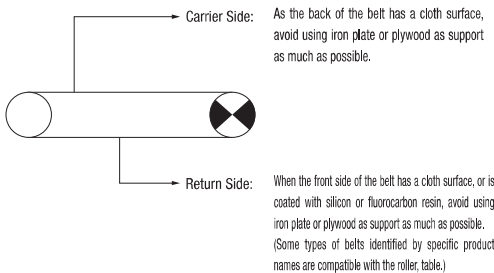 Carrier Side:
As the back of the belt has a cloth surface,
avoid using iron plate or plywood as support
as much as possible.
Return Side:
When the front side of the belt has a cloth surface, or is
coated with silicon or fluorocarbon resin, avoid using
iron plate or plywood as support as much as possible.
(Some types of belts identified by specific product
names are compatible with the roller, table.)